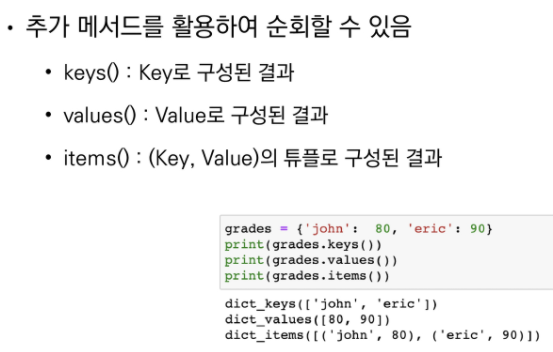 • 추가 메서드를 활용하여 순회할 수 있음
• keys() : Key로 구성된 결과
• values() : Value로 구성된 결과
• items() : (Key, Value)의 튜플로 구성된 결과
grades = {'john':  80, 'eric': 90}
print(grades.keys())
print(grades.values())
print(grades.items())
dict_keys(['john', 'eric'])
dict_values([80, 90])
dict_items([('john', 80), ('eric', 90)])